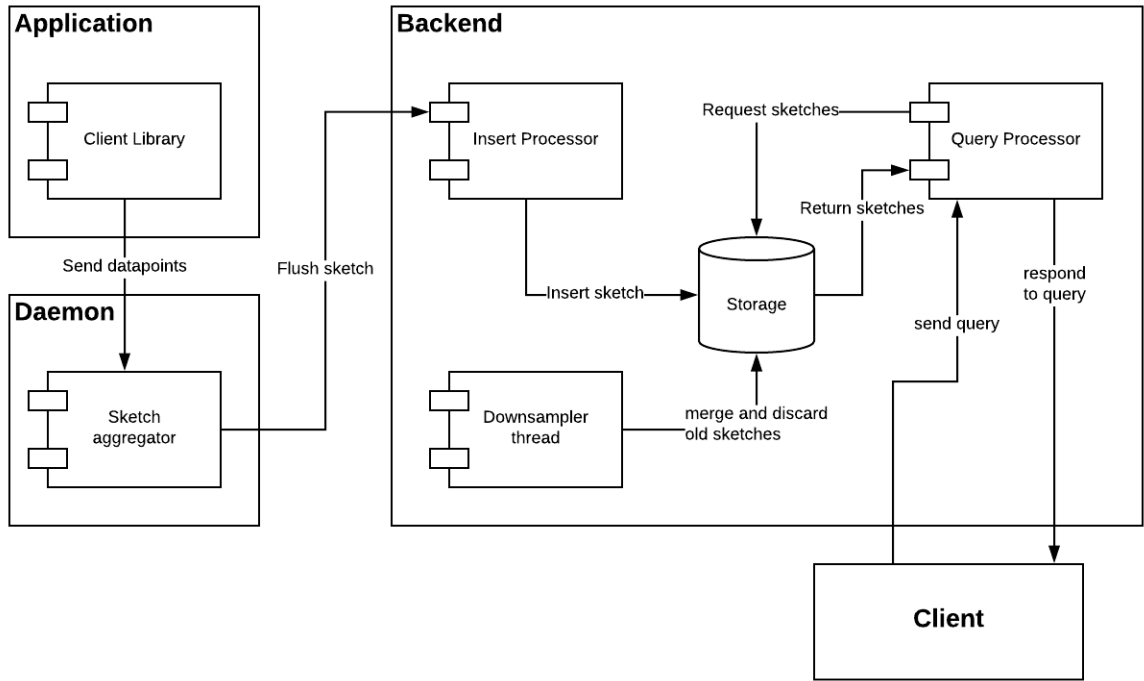 Application
Client Library
Send datapoints
Daemon
Sketch
aggregator
Flush sketch
Backend
Insert Processor
Request sketches
Query Processor
Return sketches
Insert sketch
Storage
Downsampler
thread
merge and discard
old sketches
send query
respond
to query
Client